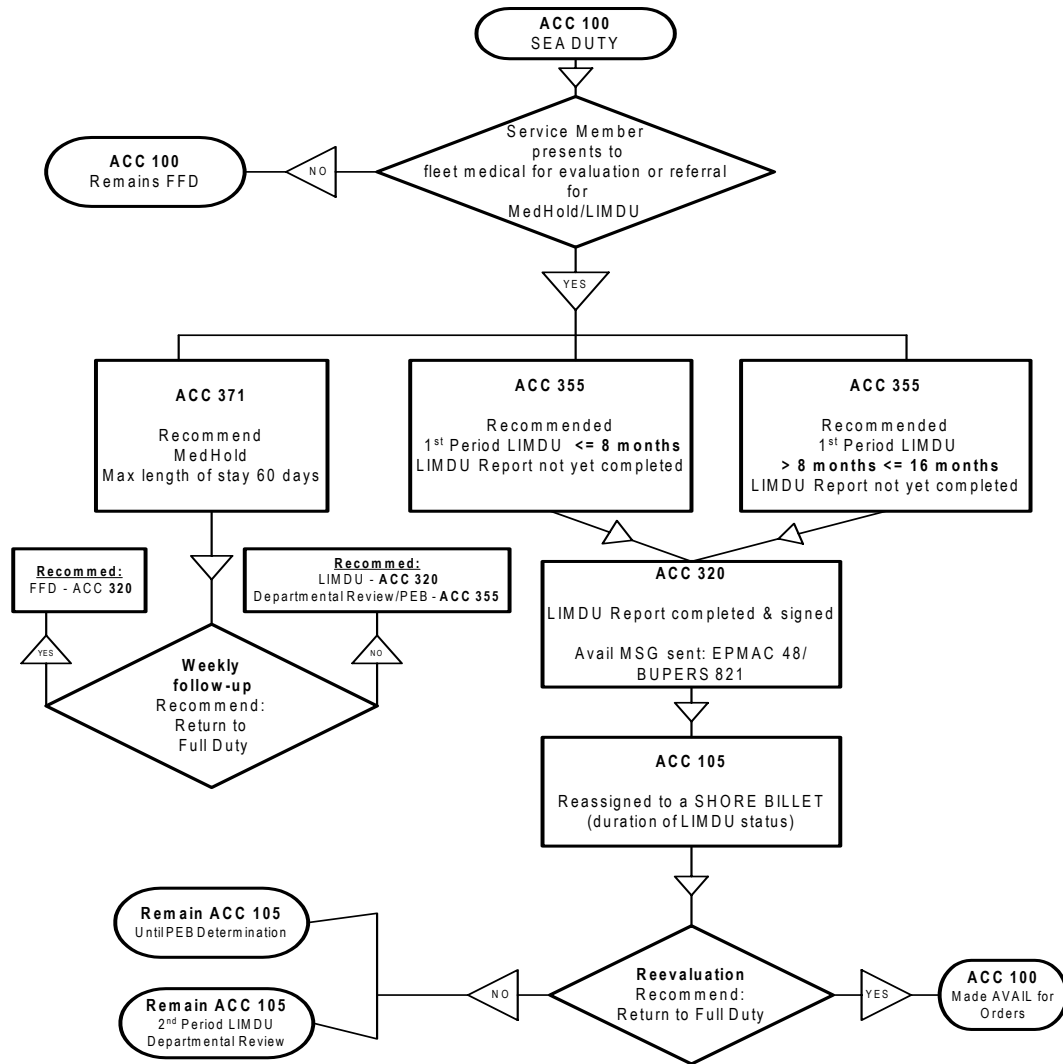 ACC 100
SEA DUTY
Service Member
presents to
fleet medical for evaluation or referral
for
MedHold/LIMDU
NO
ACC 100
Remains FFD
YES
ACC 371
Recommend
MedHold
Max length of stay 60 days
ACC 355
Recommended
1st Period LIMDU <= 8 months
LIMDU Report not yet completed
ACC 355
Recommended
1st Period LIMDU
> 8 months <= 16 months
LIMDU Report not yet completed
Recommed:
FFD - ACC 320
Recommed:
LIMDU - ACC 320
Departmental Review/PEB - ACC 355
YES
NO
Weekly
follow-up
Recommend:
Return to
Full Duty
ACC 320
LIMDU Report completed & signed
Avail MSG sent: EPMAC 48/
BUPERS 821
ACC 105
Reassigned to a SHORE BILLET
(duration of LIMDU status)
Reevaluation
Recommend:
Return to Full Duty
NO
YES
Remain ACC 105
Until PEB Determination
Remain ACC 105
2nd Period LIMDU
Departmental Review
ACC 100
Made AVAIL for
Orders